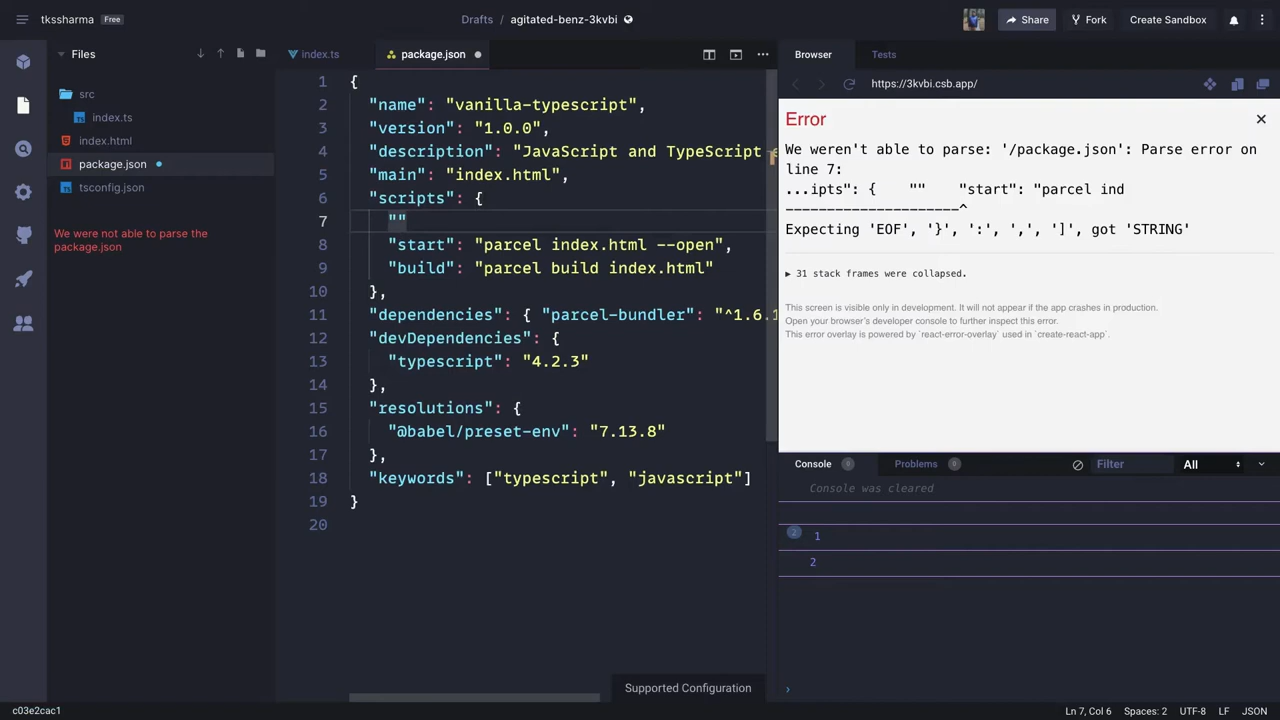 tkssharma Free
Drafts / agitated-benz-3kvbi
Share Fork Create Sandbox
Files
src
index.ts
index.html
package.json
tsconfig.json
We were not able to parse the
package.json
index.ts package.json
1 {
2 "name": "vanilla-typescript",
3 "version": "1.0.0",
4 "description": "JavaScript and TypeScript
5 "main": "index.html",
6 "scripts": {
7 ""
8 "start": "parcel index.html --open",
9 "build": "parcel build index.html"
10 },
11 "dependencies": { "parcel-bundler": "^1.6.1
12 "devDependencies": {
13 "typescript": "4.2.3"
14 },
15 "resolutions": {
16 "@babel/preset-env": "7.13.8"
17 },
18 "keywords": ["typescript", "javascript"]
19 }
20
Supported Configuration
Browser Tests
https://3kvbi.csb.app/
Error
We weren't able to parse: '/package.json': Parse error on
line 7:
...ipts": { "" "start": "parcel ind
---------------------^
Expecting 'EOF', '}', ':', ',', ']', got 'STRING'
▶ 31 stack frames were collapsed.
This screen is visible only in development. It will not appear if the app crashes in production.
Open your browser's developer console to further inspect this error.
This error overlay is powered by `react-error-overlay` used in `create-react-app`.
Console 0 Problems 0 Filter All
Console was cleared
2 1
2
c03e2cac1
Ln 7, Col 6 Spaces: 2 UTF-8 LF JSON